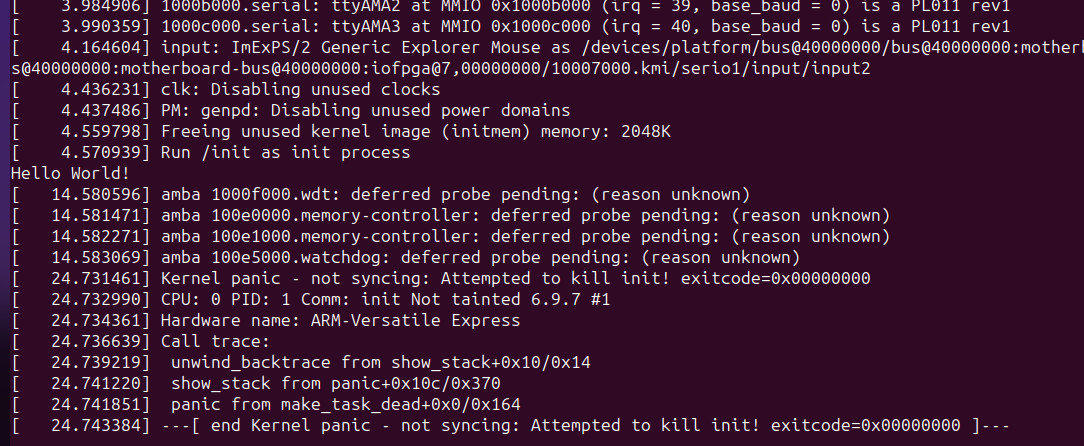 [    3.984906] 1000b000.serial: ttyAMA2 at MMIO 0x1000b000 (irq = 39, base_baud = 0) is a PL011 rev1
[    3.990359] 1000c000.serial: ttyAMA3 at MMIO 0x1000c000 (irq = 40, base_baud = 0) is a PL011 rev1
[    4.164604] input: ImExPS/2 Generic Explorer Mouse as /devices/platform/bus@40000000/bus@40000000:motherb
s@40000000:motherboard-bus@40000000:iofpga@7,00000000/10007000.kmi/serio1/input/input2
[    4.436231] clk: Disabling unused clocks
[    4.437486] PM: genpd: Disabling unused power domains
[    4.559798] Freeing unused kernel image (initmem) memory: 2048K
[    4.570939] Run /init as init process
Hello World!
[   14.580596] amba 1000f000.wdt: deferred probe pending: (reason unknown)
[   14.581471] amba 100e0000.memory-controller: deferred probe pending: (reason unknown)
[   14.582271] amba 100e1000.memory-controller: deferred probe pending: (reason unknown)
[   14.583069] amba 100e5000.watchdog: deferred probe pending: (reason unknown)
[   24.731461] Kernel panic - not syncing: Attempted to kill init! exitcode=0x00000000
[   24.732990] CPU: 0 PID: 1 Comm: init Not tainted 6.9.7 #1
[   24.734361] Hardware name: ARM-Versatile Express
[   24.736639] Call trace:
[   24.739219]  unwind_backtrace from show_stack+0x10/0x14
[   24.741220]  show_stack from panic+0x10c/0x370
[   24.741851]  panic from make_task_dead+0x0/0x164
[   24.743384] ---[ end Kernel panic - not syncing: Attempted to kill init! exitcode=0x00000000 ]---